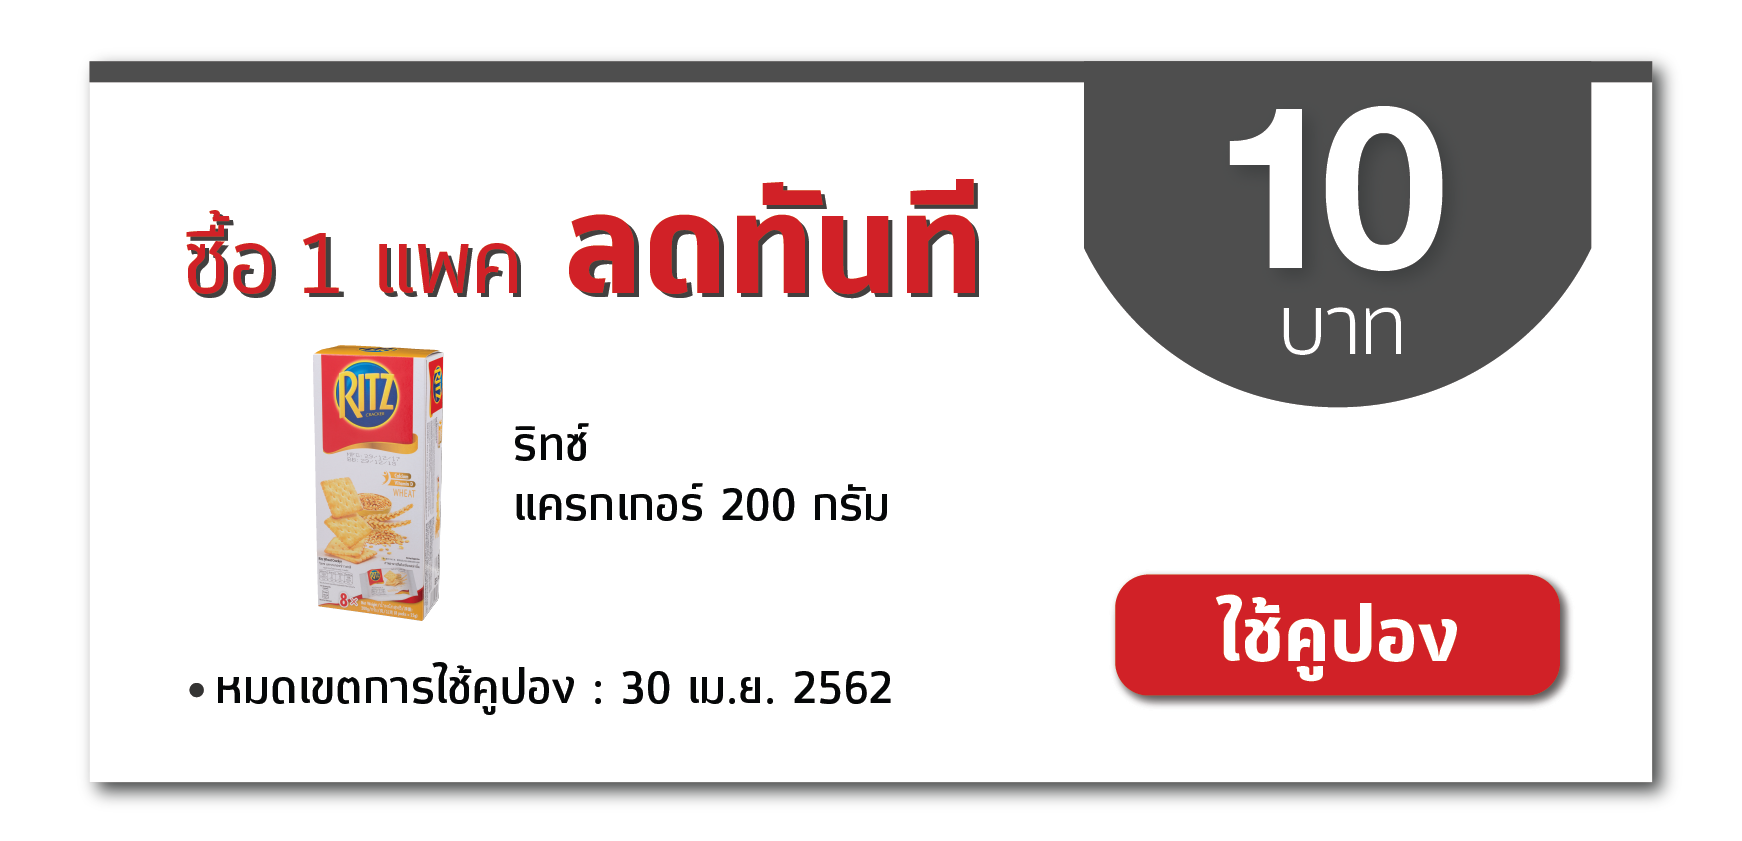 10
บาท
ซื้อ 1 แพค ลดทันที
RITZ
CRACKER
WHEAT
8
ริทซ์
แครกเกอร์ 200 กรัม
ใช้คูปอง
•หมดเขตการใช้คูปอง : 30 เม.ย. 2562